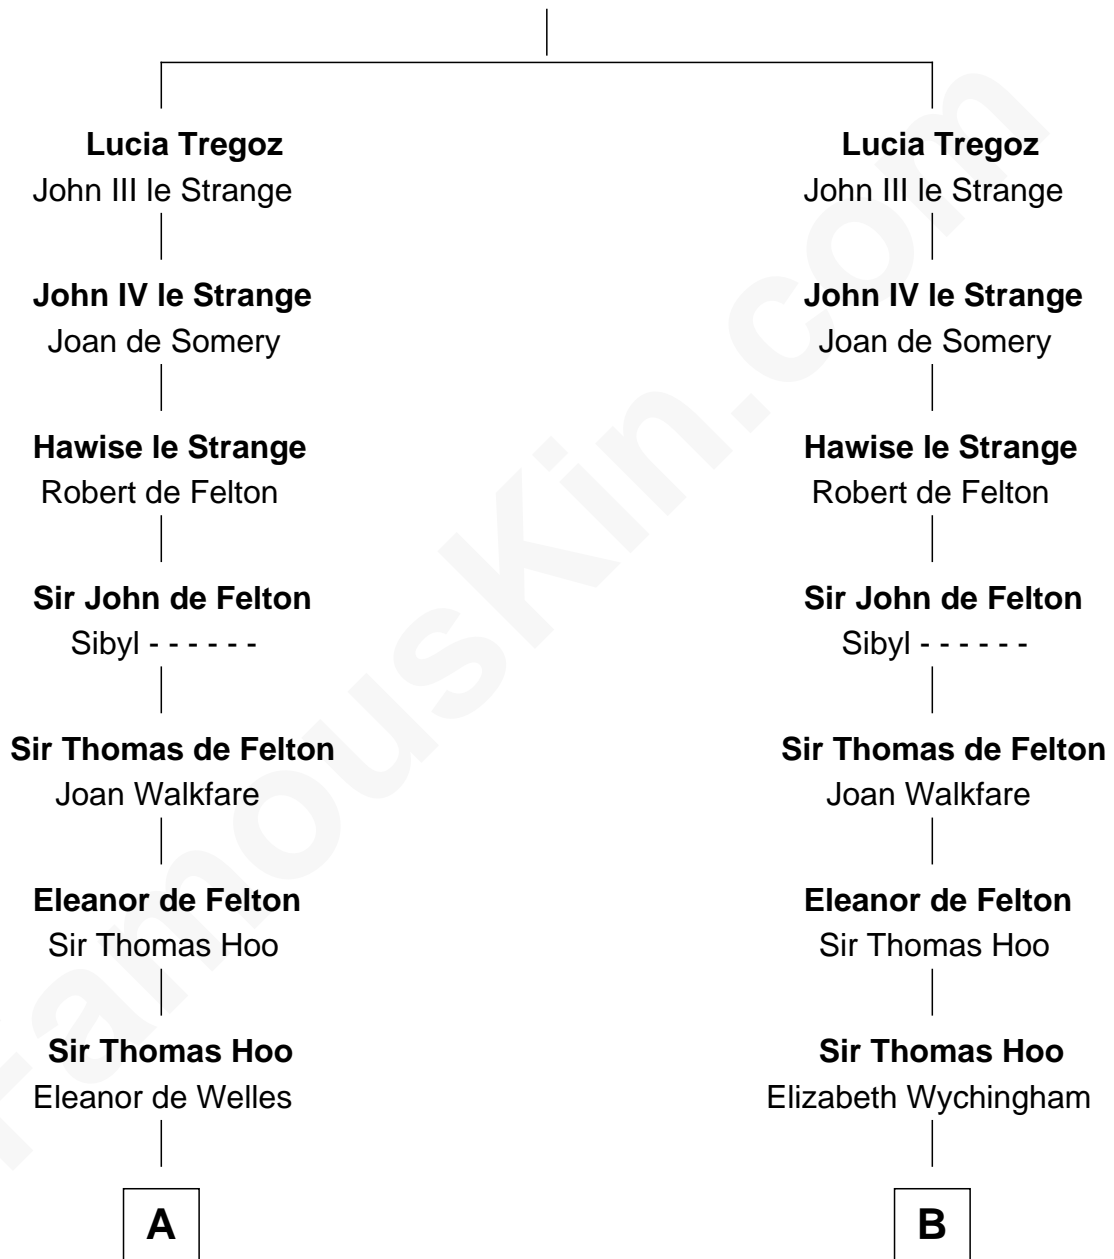 Lucia Tregoz
John III le Strange
John IV le Strange
Joan de Somery
Hawise le Strange
Robert de Felton
Sir John de Felton
Sibyl - - - - - -
Sir Thomas de Felton
Joan Walkfare
Eleanor de Felton
Sir Thomas Hoo
Sir Thomas Hoo
Eleanor de Welles
A
Lucia Tregoz
John III le Strange
John IV le Strange
Joan de Somery
Hawise le Strange
Robert de Felton
Sir John de Felton
Sibyl - - - - - -
Sir Thomas de Felton
Joan Walkfare
Eleanor de Felton
Sir Thomas Hoo
Sir Thomas Hoo
Elizabeth Wychingham
B
FamousKin.com